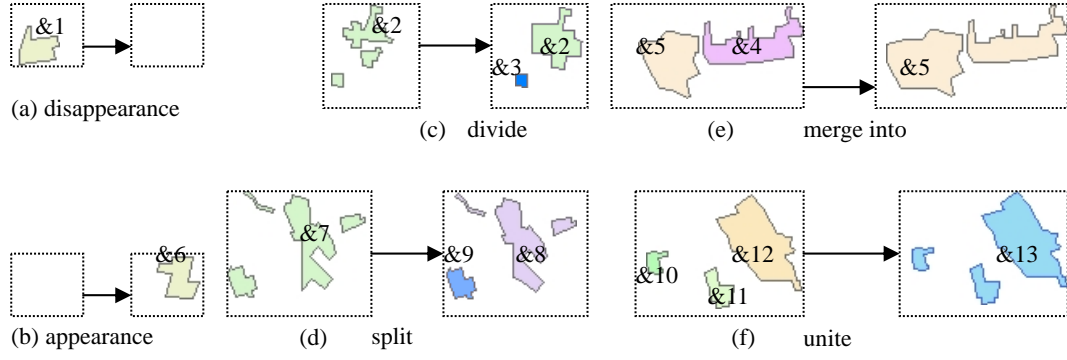 &1
&2
&2
&3
&5
&4
&5
(a) disappearance
(c) divide
(e) merge into
&6
&7
&9
&8
&10
&11
&12
&13
(b) appearance
(d) split
(f) unite